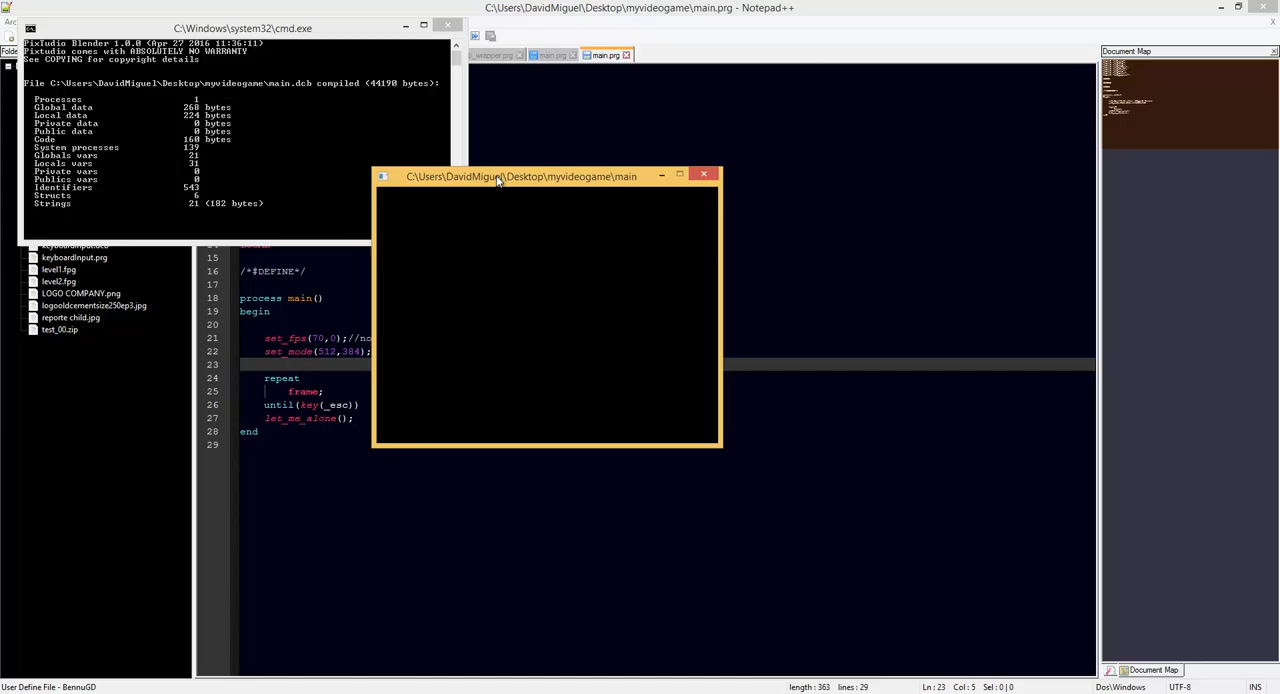 C:\Users\DavidMiguel\Desktop\myvideogame\main.prg - Notepad++
C:\Windows\system32\cmd.exe
PixTudio Blender 1.0.0 (Apr 27 2016 11:36:11)
Pixtudio comes with ABSOLUTELY NO WARRANTY
See COPYING for copyright details
File C:\Users\DavidMiguel\Desktop\myvideogame\main.dcb compiled (44190 bytes):
Processes 1
Global data 268 bytes
Local data 224 bytes
Private data 0 bytes
Public data 0 bytes
Code 160 bytes
System processes 139
Globals vars 21
Locals vars 31
Private vars 0
Publics vars 0
Identifiers 543
Structs 6
Strings 21 (182 bytes)
_wrapper.prg
main.prg
main.prg
Document Map
C:\Users\DavidMiguel\Desktop\myvideogame\main
keyboardInput.prg
level1.fpg
level2.fpg
LOGO COMPANY.png
logooldcementsize250ep3.jpg
reporte child.jpg
test_00.zip
15
16 /*#DEFINE*/
17
18 process main()
19 begin
20
21 set_fps(70,0);//no
22 set_mode(512,384);
23
24 repeat
25 frame;
26 until(key(_esc))
27 let_me_alone();
28 end
29
Document Map
User Define File - BennuGD
length : 363 lines : 29
Ln : 23 Col : 5 Sel : 0 | 0
Dos\Windows
UTF-8
INS